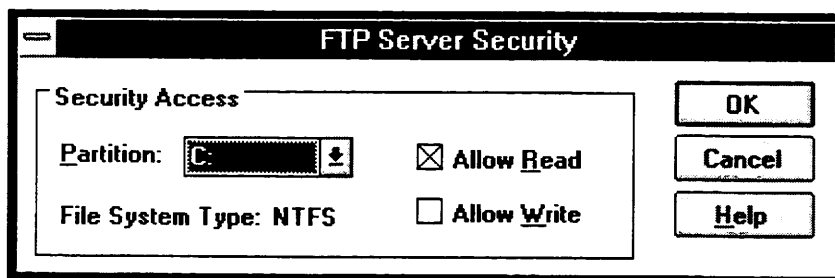 FTP Server Security
Security Access
Partition: C:
Allow Read
File System Type: NTFS
Allow Write
OK
Cancel
Help